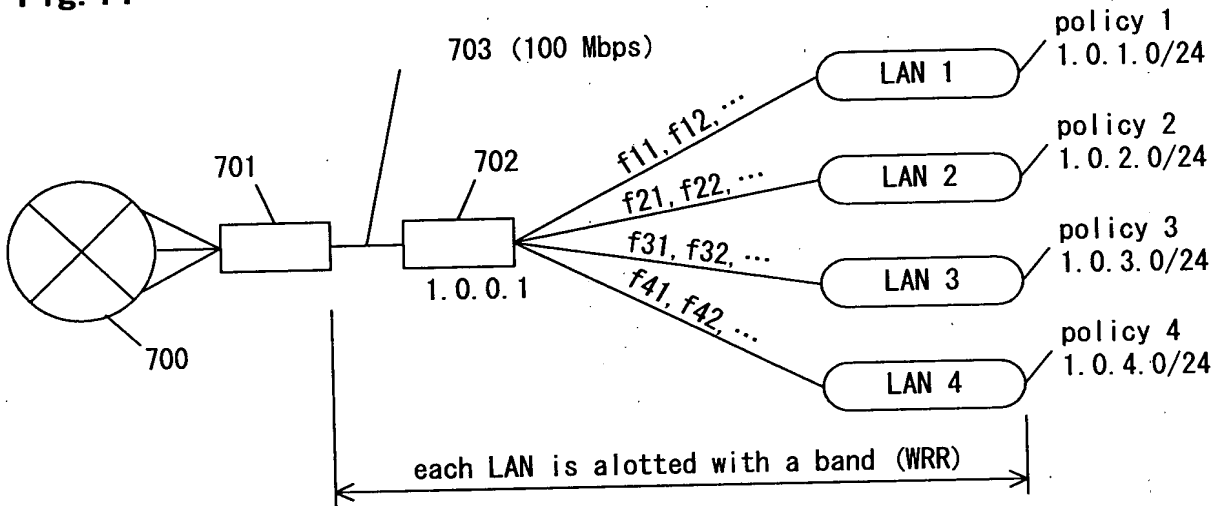 703 (100 Mbps)
701
702
1.0.0.1
700
f11, f12, ···
f21, f22, ···
f31, f32, ···
f41, f42, ···
LAN 1
policy 1
1.0.1.0/24
LAN 2
policy 2
1.0.2.0/24
LAN 3
policy 3
1.0.3.0/24
LAN 4
policy 4
1.0.4.0/24
each LAN is alotted with a band (WRR)